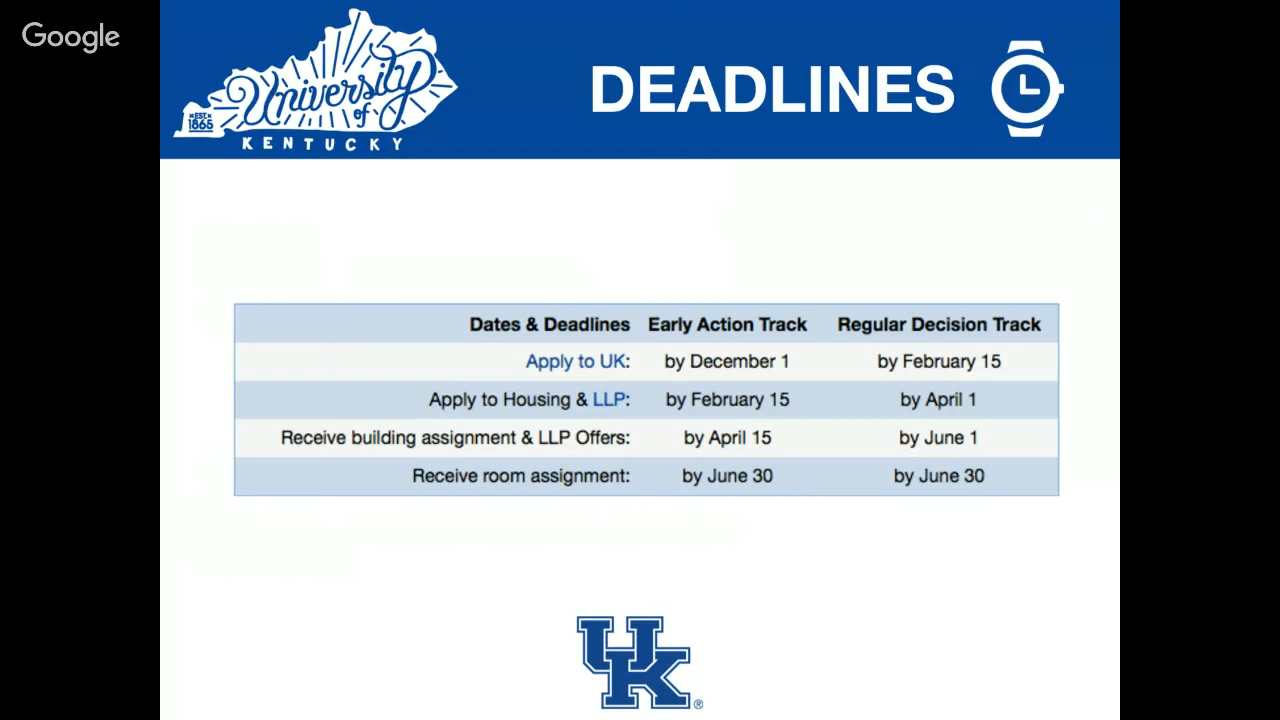 Google
University
of
EST.
1865
KENTUCKY
DEADLINES
Dates & Deadlines Early Action Track Regular Decision Track
Apply to UK: by December 1 by February 15
Apply to Housing & LLP: by February 15 by April 1
Receive building assignment & LLP Offers: by April 15 by June 1
Receive room assignment: by June 30 by June 30
UK®